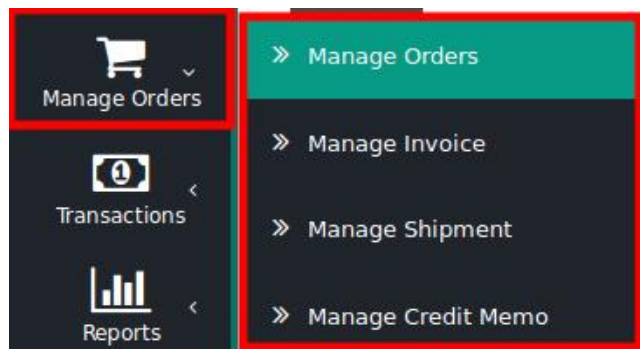 Manage Orders
Transactions
Reports
Manage Orders
Manage Invoice
Manage Shipment
Manage Credit Memo